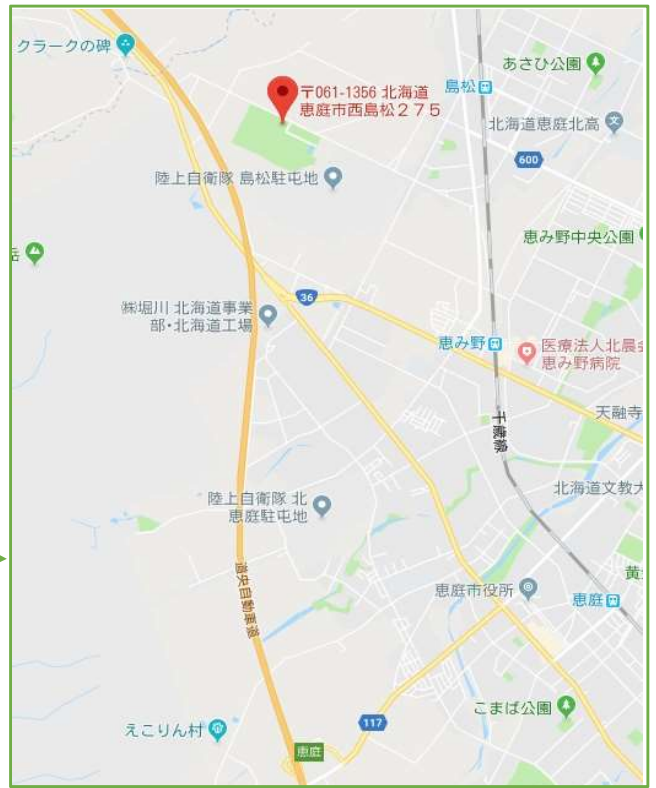 クラークの碑
あさひ公園
島松
〒061-1356 北海道
恵庭市西島松275
北海道恵庭北高
600
陸上自衛隊 島松駐屯地
恵み野中央公園
岳
36
㈱堀川 北海道事業
部・北海道工場
恵み野
医療法人北晨会
恵み野病院
天融寺
千歳線
北海道文教大
陸上自衛隊 北
恵庭駐屯地
黄金
道央自動車道
恵庭市役所
恵庭
こまば公園
117
えこりん村
恵庭